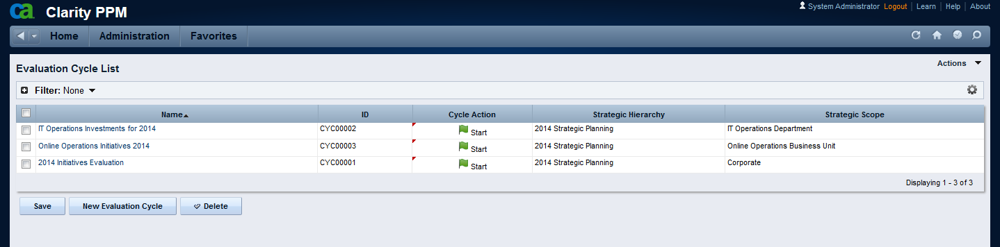 ca Clarity PPM
System Administrator Logout Learn Help About
Home Administration Favorites
Evaluation Cycle List
Actions
Filter: None
Name ID Cycle Action Strategic Hierarchy Strategic Scope
IT Operations Investments for 2014 CYC00002 Start 2014 Strategic Planning IT Operations Department
Online Operations Initiatives 2014 CYC00003 Start 2014 Strategic Planning Online Operations Business Unit
2014 Initiatives Evaluation CYC00001 Start 2014 Strategic Planning Corporate
Displaying 1 - 3 of 3
Save New Evaluation Cycle Delete